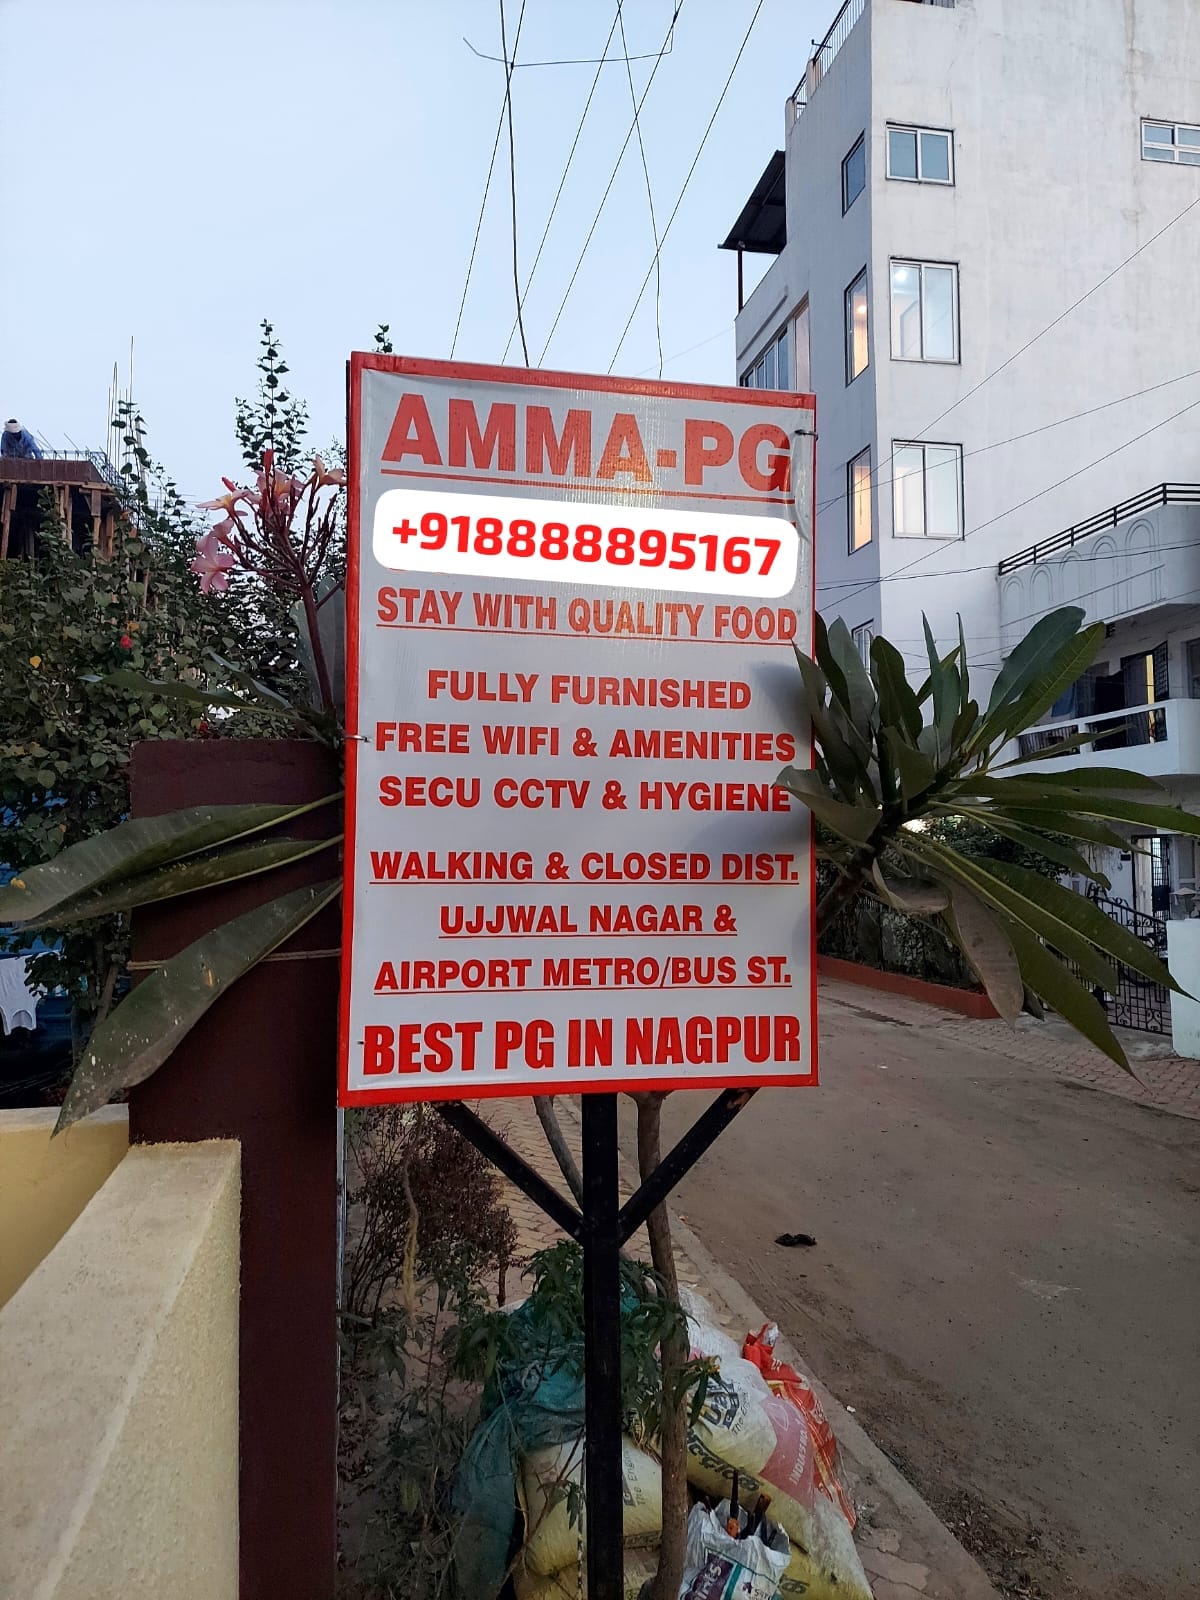 AMMA-PG
+918888895167
STAY WITH QUALITY FOOD
FULLY FURNISHED
FREE WIFI & AMENITIES
SECU CCTV & HYGIENE
WALKING & CLOSED DIST.
UJJWAL NAGAR &
AIRPORT METRO/BUS ST.
BEST PG IN NAGPUR